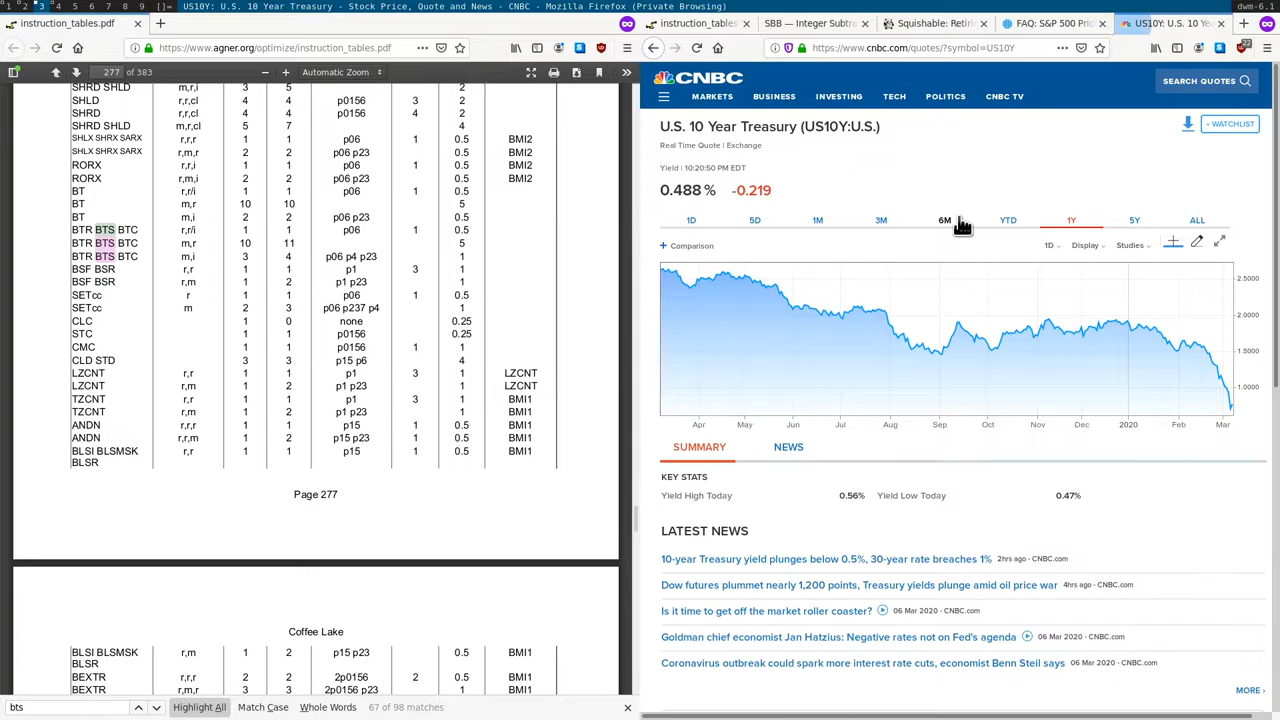 1 2 3 4 5 6 7 8 9 []= US10Y: U.S. 10 Year Treasury - Stock Price, Quote and News - CNBC - Mozilla Firefox (Private Browsing) dwm-6.1
instruction_tables.pdf
https://www.agner.org/optimize/instruction_tables.pdf
277 of 383 Automatic Zoom
SHRD SHLD m,r,i 3 5 2
SHLD r,r,cl 4 4 p0156 3 2
SHRD r,r,cl 4 4 p0156 4 2
SHRD SHLD m,r,cl 5 7 4
SHLX SHRX SARX r,r,r 1 1 p06 1 0.5 BMI2
SHLX SHRX SARX r,m,r 2 2 p06 p23 0.5 BMI2
RORX r,r,i 1 1 p06 1 0.5 BMI2
RORX r,m,i 2 2 p06 p23 0.5 BMI2
BT r,r/i 1 1 p06 1 0.5
BT m,r 10 10 5
BT m,i 2 2 p06 p23 0.5
BTR BTS BTC r,r/i 1 1 p06 1 0.5
BTR BTS BTC m,r 10 11 5
BTR BTS BTC m,i 3 4 p06 p4 p23 1
BSF BSR r,r 1 1 p1 3 1
BSF BSR r,m 1 2 p1 p23 1
SETcc r 1 1 p06 1 0.5
SETcc m 2 3 p06 p237 p4 1
CLC 1 0 none 0.25
STC 1 1 p0156 0.25
CMC 1 1 p0156 1 1
CLD STD 3 3 p15 p6 4
LZCNT r,r 1 1 p1 3 1 LZCNT
LZCNT r,m 1 2 p1 p23 1 LZCNT
TZCNT r,r 1 1 p1 3 1 BMI1
TZCNT r,m 1 2 p1 p23 1 BMI1
ANDN r,r,r 1 1 p15 1 0.5 BMI1
ANDN r,r,m 1 2 p15 p23 1 0.5 BMI1
BLSI BLSMSK r,r 1 1 p15 1 0.5 BMI1
BLSR
Page 277
Coffee Lake
BLSI BLSMSK r,m 1 2 p15 p23 0.5 BMI1
BLSR
BEXTR r,r,r 2 2 2p0156 2 0.5 BMI1
BEXTR r,m,r 3 3 2p0156 p23 1 BMI1
bts Highlight All Match Case Whole Words 67 of 98 matches
instruction_tables SBB — Integer Subtr Squishable: Retiri FAQ: S&P 500 Pric US10Y: U.S. 10 Ye
https://www.cnbc.com/quotes/?symbol=US10Y
CNBC
SEARCH QUOTES
MARKETS BUSINESS INVESTING TECH POLITICS CNBC TV
U.S. 10 Year Treasury (US10Y:U.S.)
+ WATCHLIST
Real Time Quote | Exchange
Yield | 10:20:50 PM EDT
0.488 % -0.219
1D 5D 1M 3M 6M YTD 1Y 5Y ALL
+ Comparison 1D Display Studies
2.5000
2.0000
1.5000
1.0000
Apr May Jun Jul Aug Sep Oct Nov Dec 2020 Feb Mar
SUMMARY NEWS
KEY STATS
Yield High Today 0.56% Yield Low Today 0.47%
LATEST NEWS
10-year Treasury yield plunges below 0.5%, 30-year rate breaches 1% 2hrs ago - CNBC.com
Dow futures plummet nearly 1,200 points, Treasury yields plunge amid oil price war 4hrs ago - CNBC.com
Is it time to get off the market roller coaster? 06 Mar 2020 - CNBC.com
Goldman chief economist Jan Hatzius: Negative rates not on Fed's agenda 06 Mar 2020 - CNBC.com
Coronavirus outbreak could spark more interest rate cuts, economist Benn Steil says 06 Mar 2020 - CNBC.com
MORE ›